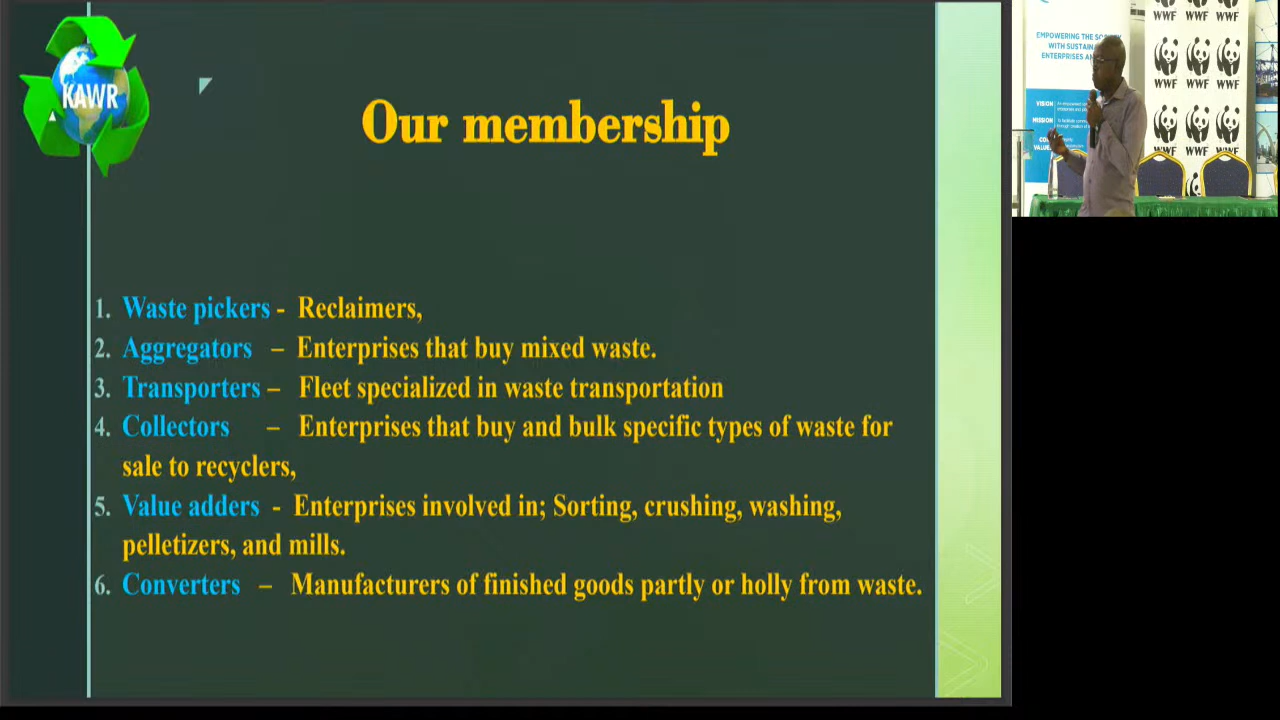 KAWR
Our membership
1. Waste pickers - Reclaimers,
2. Aggregators – Enterprises that buy mixed waste.
3. Transporters – Fleet specialized in waste transportation
4. Collectors – Enterprises that buy and bulk specific types of waste for
sale to recyclers,
5. Value adders - Enterprises involved in; Sorting, crushing, washing,
pelletizers, and mills.
6. Converters – Manufacturers of finished goods partly or holly from waste.
EMPOWERING THE
WITH
ENTERPRISES
VISION
MISSION
WWF WWF WWF
WWF WWF WWF
WWF WWF WWF